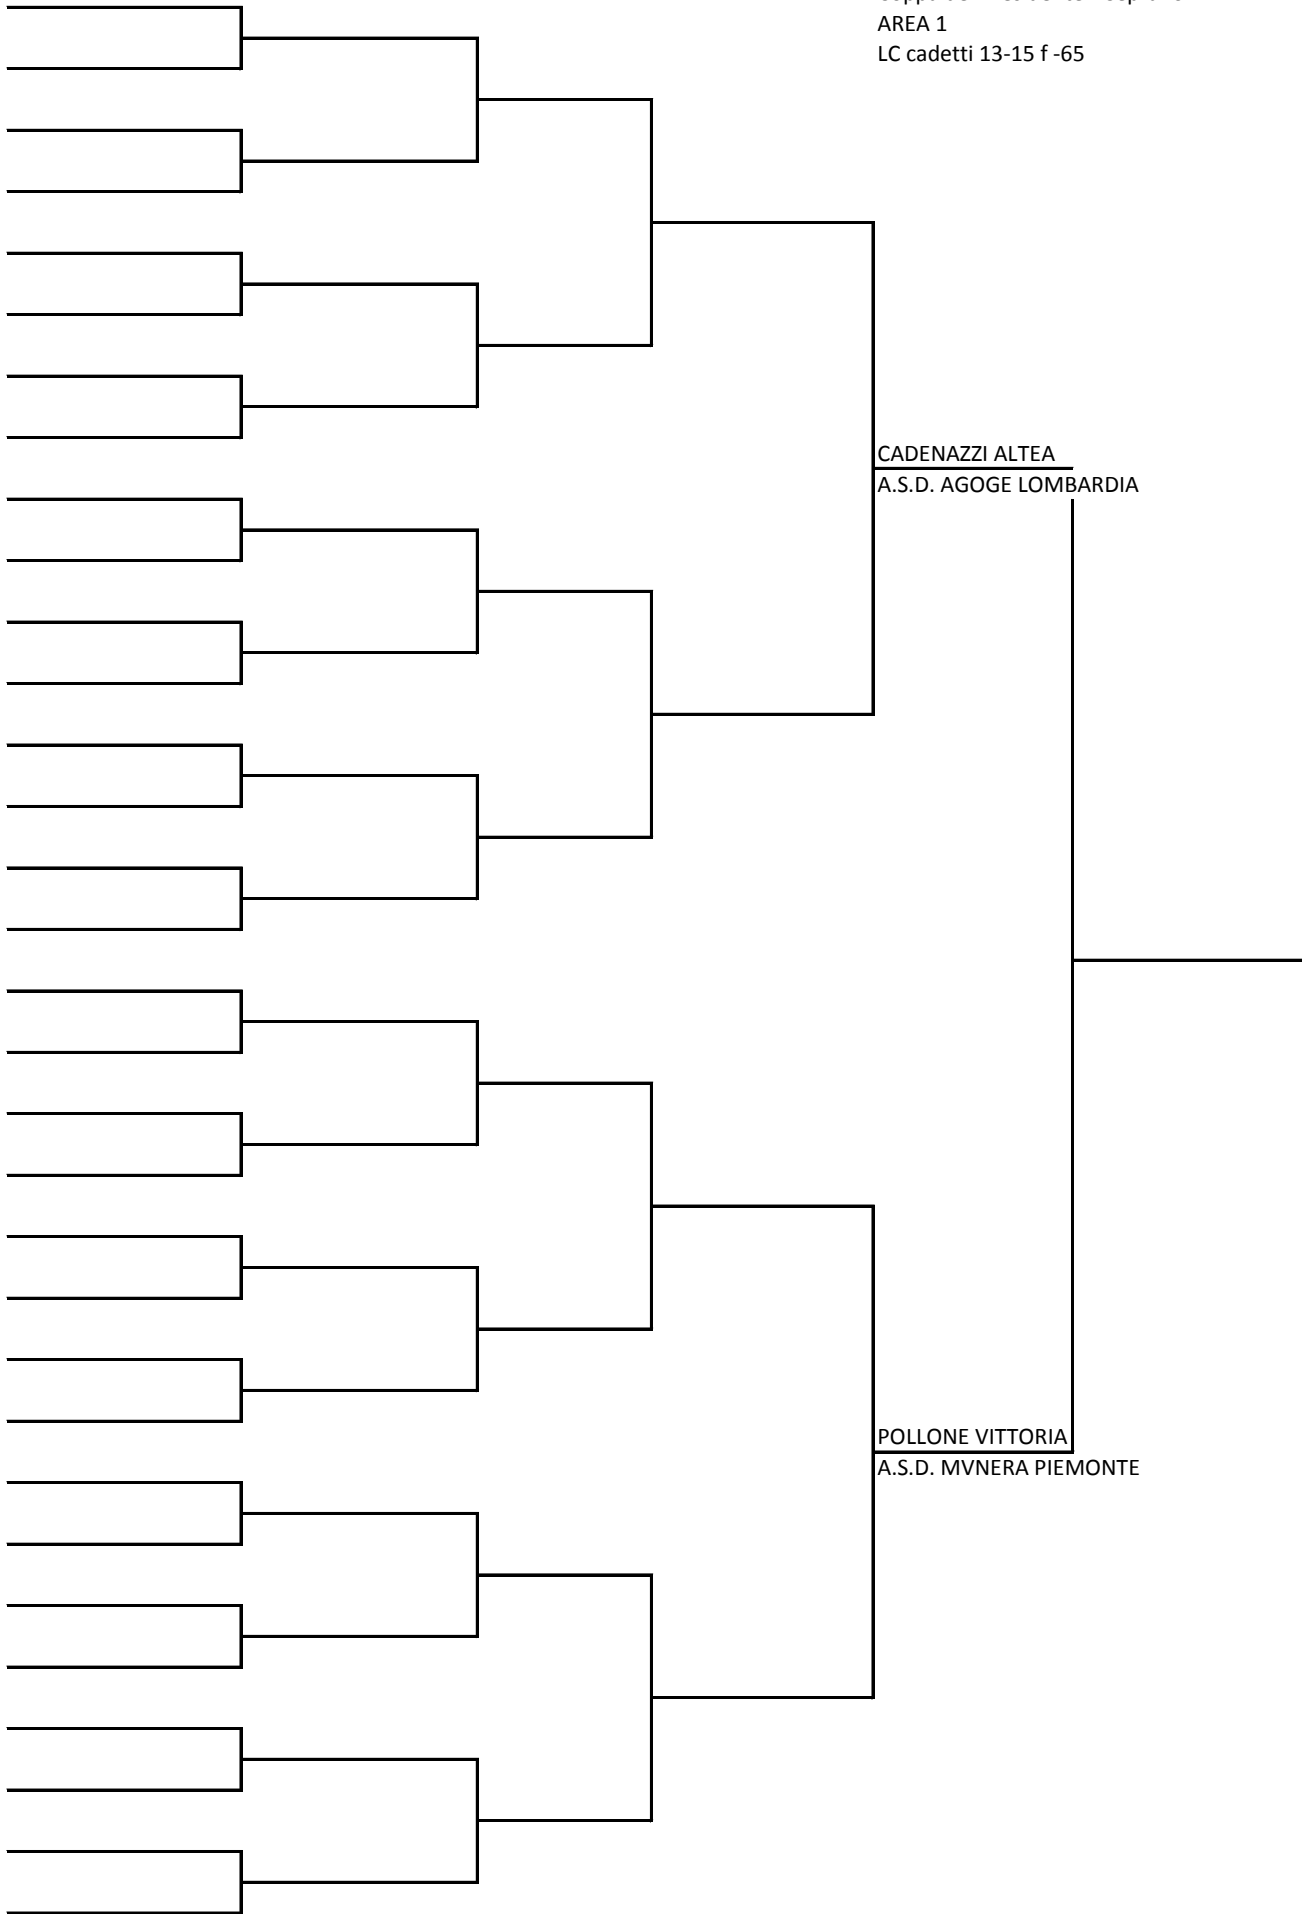 AREA 1
LC cadetti 13-15 f -65
CADENAZZI ALTEA
A.S.D. AGOGE LOMBARDIA
POLLONE VITTORIA
A.S.D. MVNERA PIEMONTE